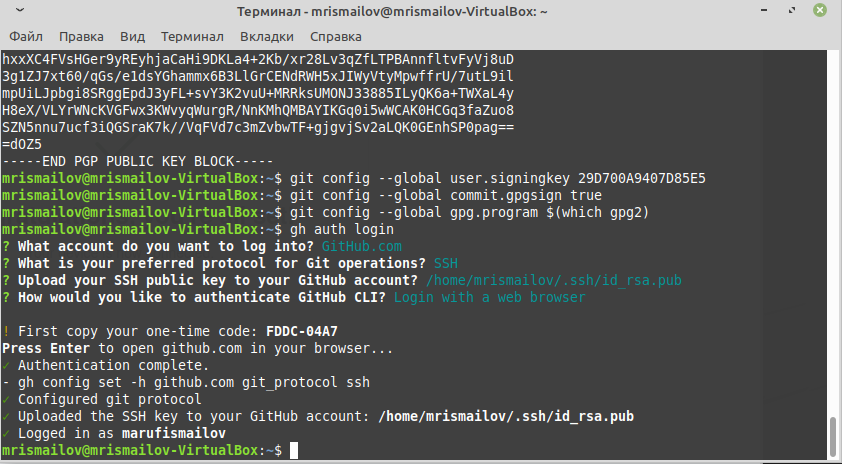 Терминал - mrismailov@mrismailov-VirtualBox: ~
Файл Правка Вид Терминал Вкладки Справка
hxxXC4FVsHGer9yREyhjaCaHi9DKLa4+2Kb/xr28Lv3qZfLTPBAnnfltvFyVj8uD
3g1ZJ7xt60/qGs/e1dsYGhammx6B3LlGrCENdRWH5xJIWyVtyMpwffrU/7utL9il
mpUiLJpbgi8SRggEpdJ3yFL+svY3K2vuU+MRRksUMONJ33885ILyQK6a+TWXaL4y
H8eX/VLYrWNcKVGFwx3KWvyqWurgR/NnKMhQMBAYIKGq0i5wWCAK0HCGq3faZuo8
SZN5nnu7ucf3iQGSraK7k//VqFVd7c3mZvbwTF+gjgvjSv2aLQK0GEnhSP0pag==
=dOZ5
-----END PGP PUBLIC KEY BLOCK-----
mrismailov@mrismailov-VirtualBox:~$ git config --global user.signingkey 29D700A9407D85E5
mrismailov@mrismailov-VirtualBox:~$ git config --global commit.gpgsign true
mrismailov@mrismailov-VirtualBox:~$ git config --global gpg.program $(which gpg2)
mrismailov@mrismailov-VirtualBox:~$ gh auth login
? What account do you want to log into? GitHub.com
? What is your preferred protocol for Git operations? SSH
? Upload your SSH public key to your GitHub account? /home/mrismailov/.ssh/id_rsa.pub
? How would you like to authenticate GitHub CLI? Login with a web browser
! First copy your one-time code: FDDC-04A7
Press Enter to open github.com in your browser...
✓ Authentication complete.
- gh config set -h github.com git_protocol ssh
✓ Configured git protocol
✓ Uploaded the SSH key to your GitHub account: /home/mrismailov/.ssh/id_rsa.pub
✓ Logged in as marufismailov
mrismailov@mrismailov-VirtualBox:~$